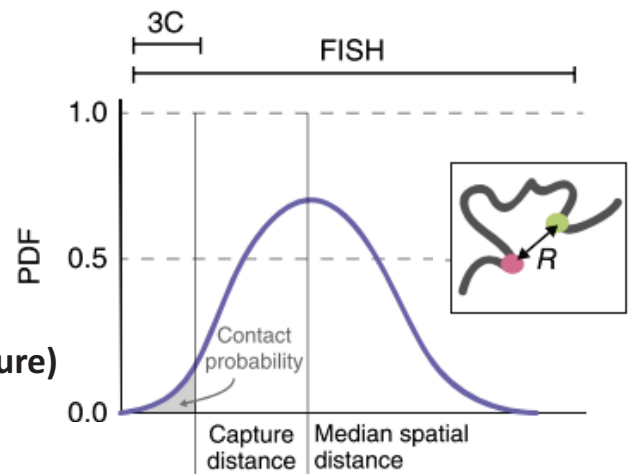 3C
FISH
1.0
PDF
0.5
R
ure)
Contact
probability
0.0
Capture
distance
Median spatial
distance